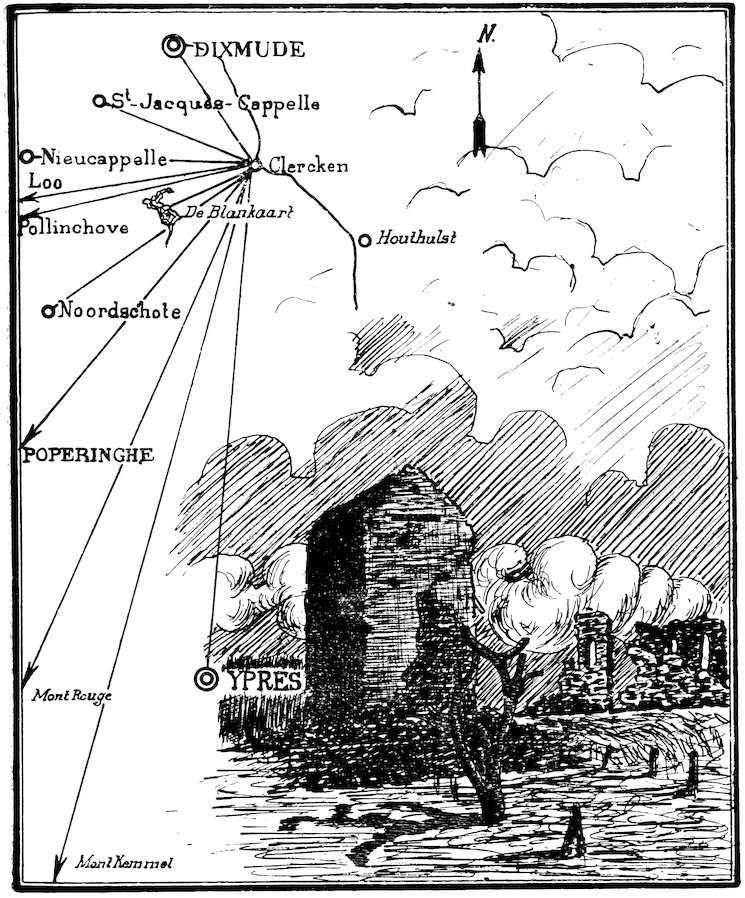 N.
DIXMUDE
St-Jacques-Cappelle
Nieucappelle
Clercken
Loo
De Blankaart
Pollinchove
Houthulst
Noordschote
POPERINGHE
YPRES
Mont Rouge
Mont Kemmel